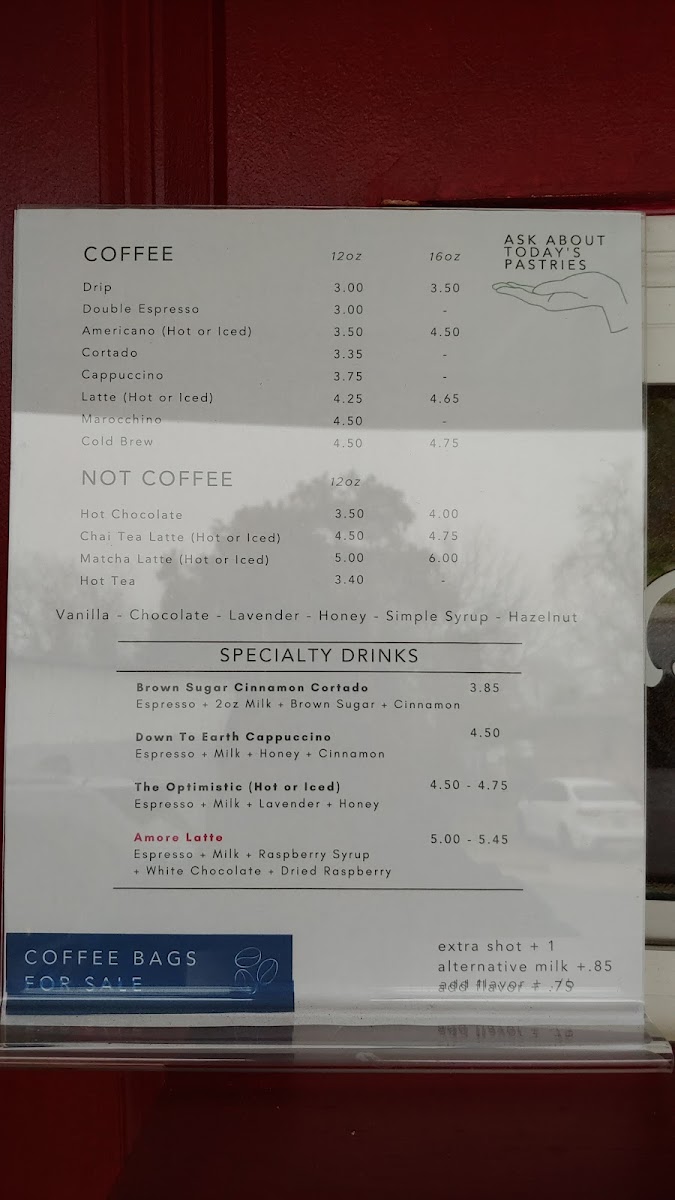 ASK ABOUT
TODAY'S
PASTRIES
COFFEE 12oz 16oz
Drip 3.00 3.50
Double Espresso 3.00 -
Americano (Hot or Iced) 3.50 4.50
Cortado 3.35 -
Cappuccino 3.75 -
Latte (Hot or Iced) 4.25 4.65
Marocchino 4.50 -
Cold Brew 4.50 4.75
NOT COFFEE 12oz
Hot Chocolate 3.50 4.00
Chai Tea Latte (Hot or Iced) 4.50 4.75
Matcha Latte (Hot or Iced) 5.00 6.00
Hot Tea 3.40 -
Vanilla - Chocolate - Lavender - Honey - Simple Syrup - Hazelnut
SPECIALTY DRINKS
Brown Sugar Cinnamon Cortado 3.85
Espresso + 2oz Milk + Brown Sugar + Cinnamon
Down To Earth Cappuccino 4.50
Espresso + Milk + Honey + Cinnamon
The Optimistic (Hot or Iced) 4.50 - 4.75
Espresso + Milk + Lavender + Honey
Amore Latte 5.00 - 5.45
Espresso + Milk + Raspberry Syrup
+ White Chocolate + Dried Raspberry
COFFEE BAGS
FOR SALE
extra shot + 1
alternative milk +.85
add flavor + .75